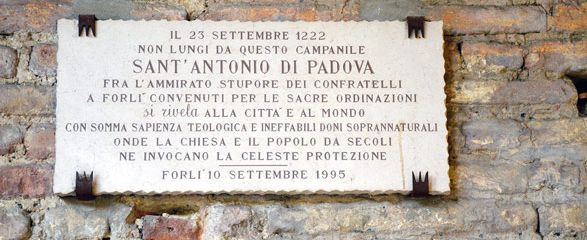 IL 23 SETTEMBRE 1222
NON LUNGI DA QUESTO CAMPANILE
SANT'ANTONIO DI PADOVA
FRA L'AMMIRATO STUPORE DEI CONFRATELLI
A FORLI' CONVENUTI PER LE SACRE ORDINAZIONI
si rivela ALLA CITTA' E AL MONDO
CON SOMMA SAPIENZA TEOLOGICA E INEFFABILI DONI SOPRANNATURALI
ONDE LA CHIESA E IL POPOLO DA SECOLI
NE INVOCANO LA CELESTE PROTEZIONE
FORLI' 10 SETTEMBRE 1995